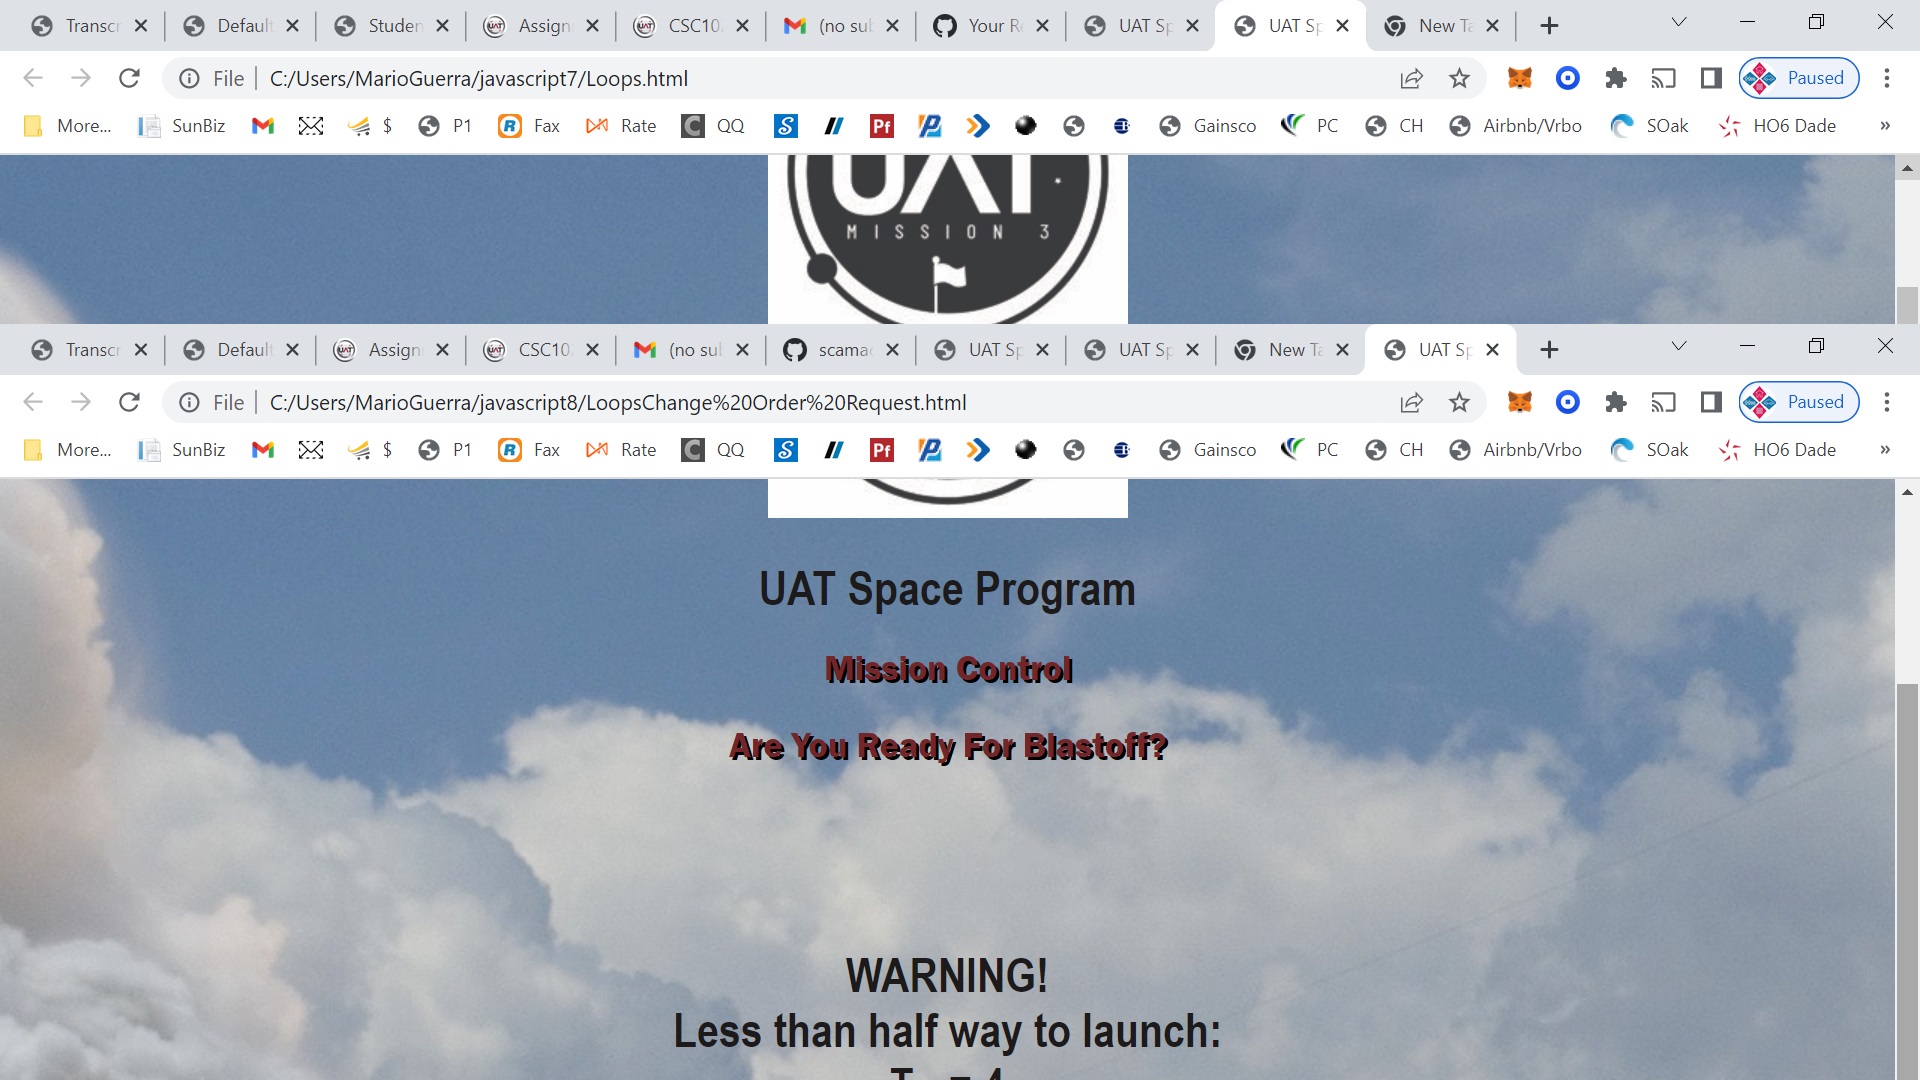 Transcr
Default
Studen
Assign
CSC10
(no sub
Your Re
UAT Sp
UAT Sp
New Ta
File
C:/Users/MarioGuerra/javascript7/Loops.html
Paused
More...
SunBiz
$
P1
Fax
Rate
QQ
Gainsco
PC
CH
Airbnb/Vrbo
SOak
HO6 Dade
»
UAT
MISSION 3
Transcr
Default
Assign
CSC10
(no sub
scamac
UAT Sp
UAT Sp
New Ta
UAT Sp
File
C:/Users/MarioGuerra/javascript8/LoopsChange%20Order%20Request.html
Paused
More...
SunBiz
$
P1
Fax
Rate
QQ
Gainsco
PC
CH
Airbnb/Vrbo
SOak
HO6 Dade
»
UAT Space Program
Mission Control
Are You Ready For Blastoff?
WARNING!
Less than half way to launch: